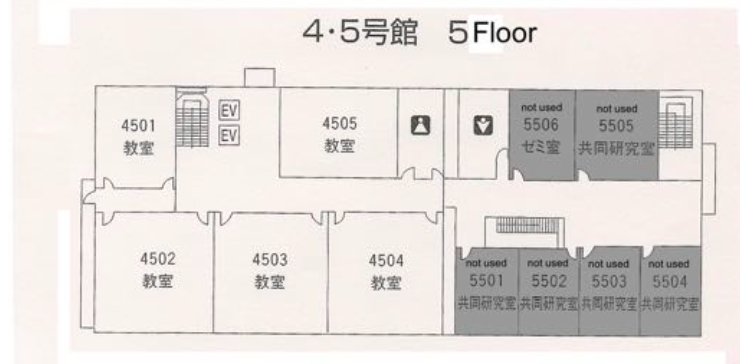 4・5号館 5 Floor
4501
教室
EV
EV
4505
教室
not used
5506
ゼミ室
not used
5505
共同研究室
4502
教室
4503
教室
4504
教室
not used
5501
共同研究室
not used
5502
共同研究室
not used
5503
共同研究室
not used
5504
共同研究室